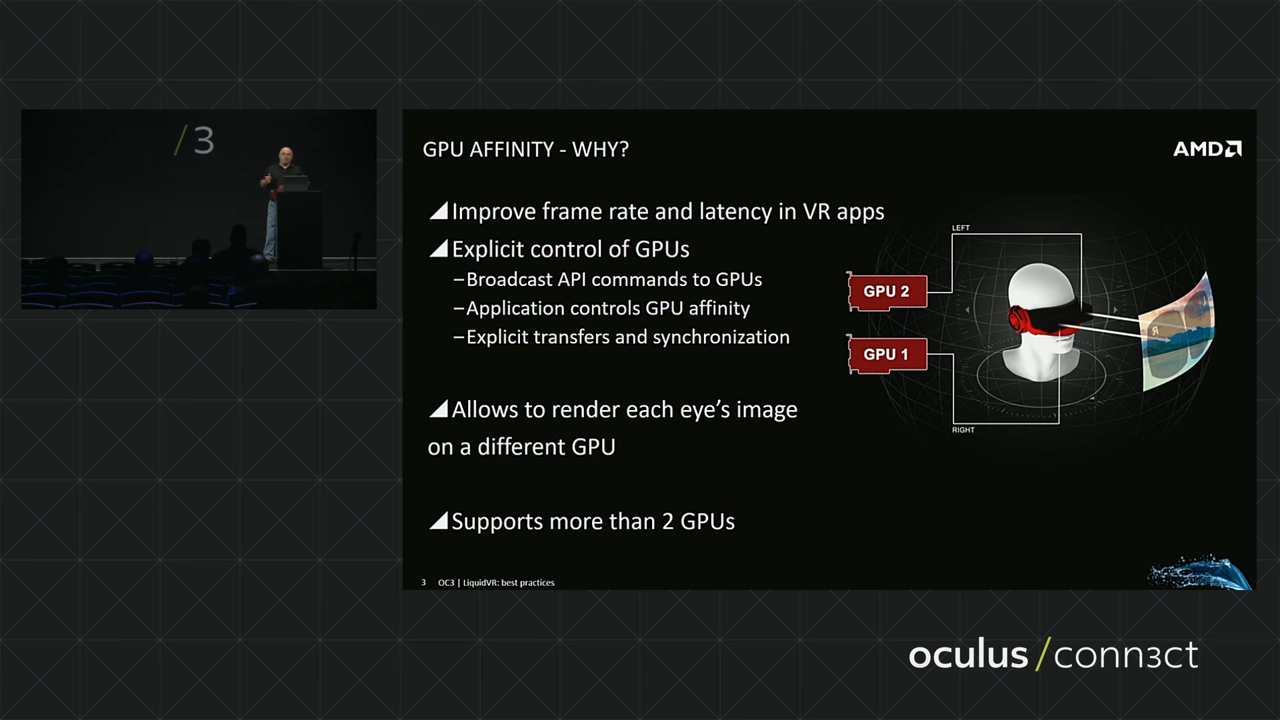 /3
GPU AFFINITY - WHY?
AMD
Improve frame rate and latency in VR apps
Explicit control of GPUs
–Broadcast API commands to GPUs
–Application controls GPU affinity
–Explicit transfers and synchronization
Allows to render each eye's image
on a different GPU
Supports more than 2 GPUs
LEFT
GPU 2
GPU 1
RIGHT
R
3 OC3 | LiquidVR: best practices
oculus /conn3ct